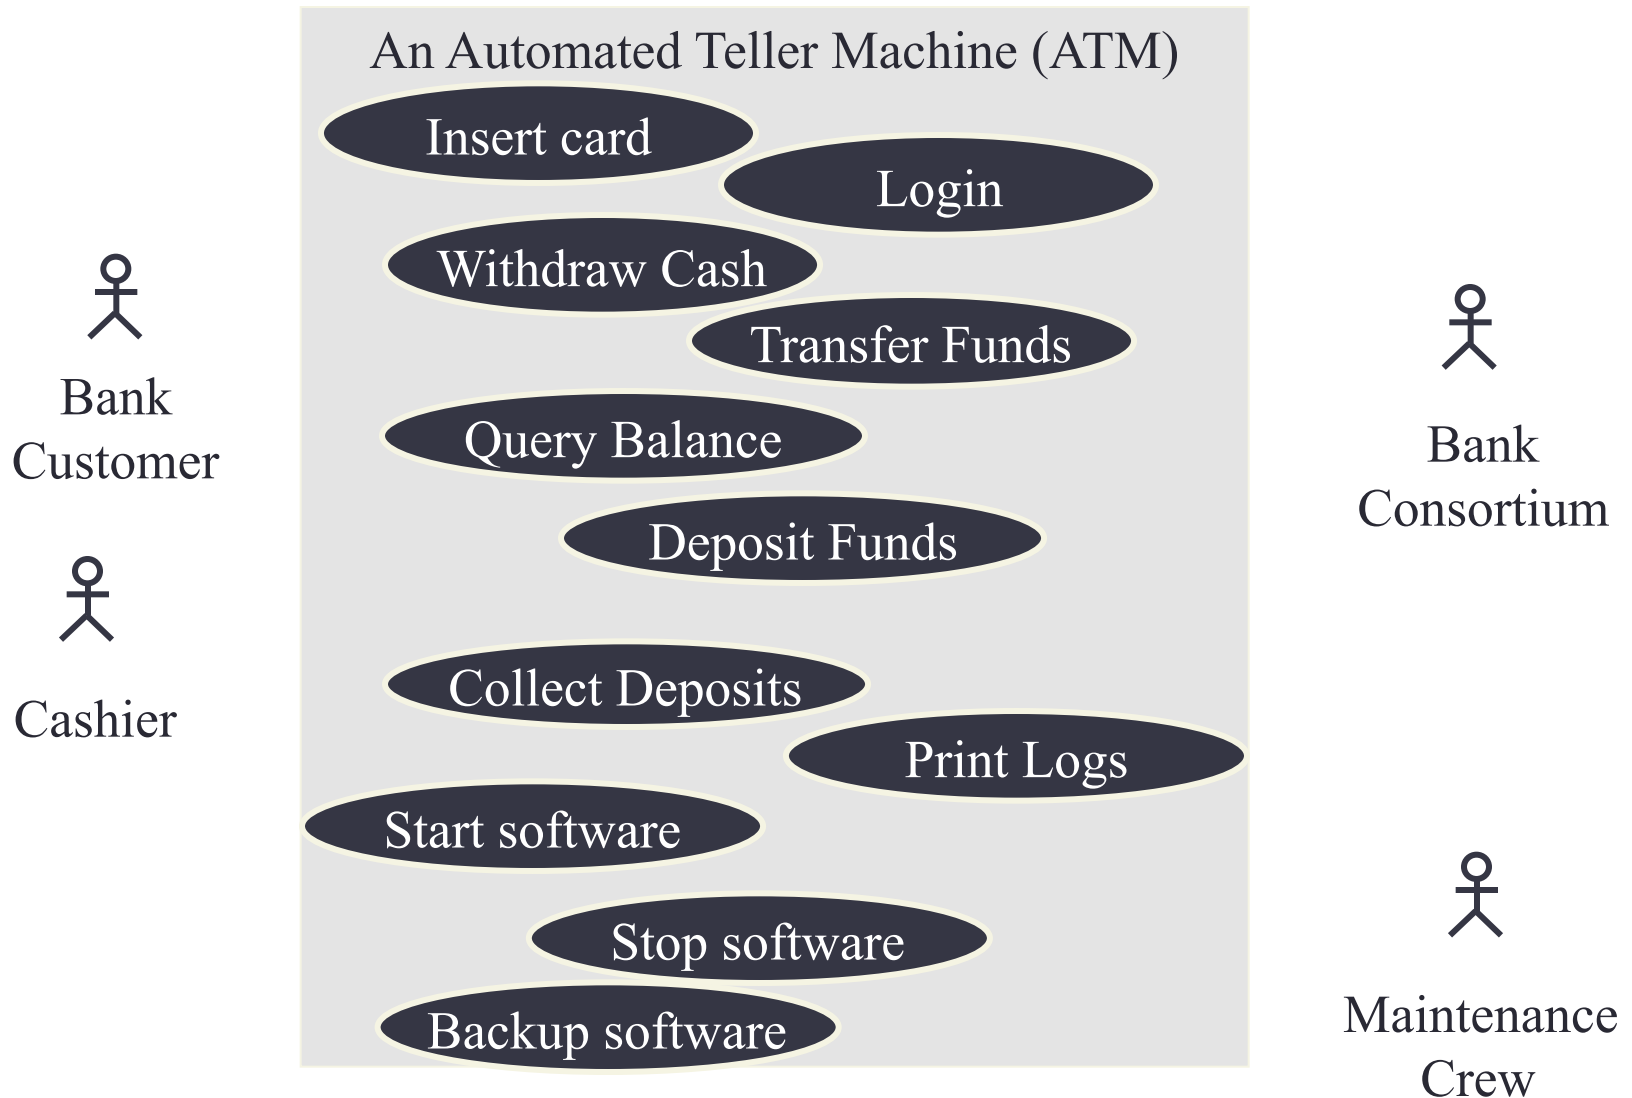 An Automated Teller Machine (ATM)
Insert card
Login
Withdraw Cash
Transfer Funds
Bank
Customer
Query Balance
Bank
Consortium
Deposit Funds
Collect Deposits
Cashier
Print Logs
Start software
Stop software
Backup software
Maintenance
Crew